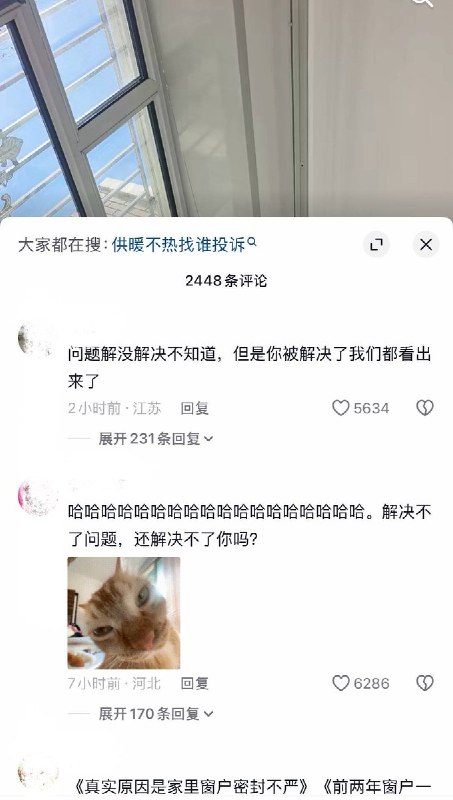 大家都在搜：供暖不热找谁投诉
2448条评论
问题解没解决不知道，但是你被解决了我们都看出
来了
2小时前·江苏 回复 5634
展开231条回复
哈哈哈哈哈哈哈哈哈哈哈哈哈哈哈哈哈哈。解决不
了问题，还解决不了你吗？
7小时前·河北 回复 6286
展开170条回复
《真实原因是家里窗户密封不严》《前两年窗户一